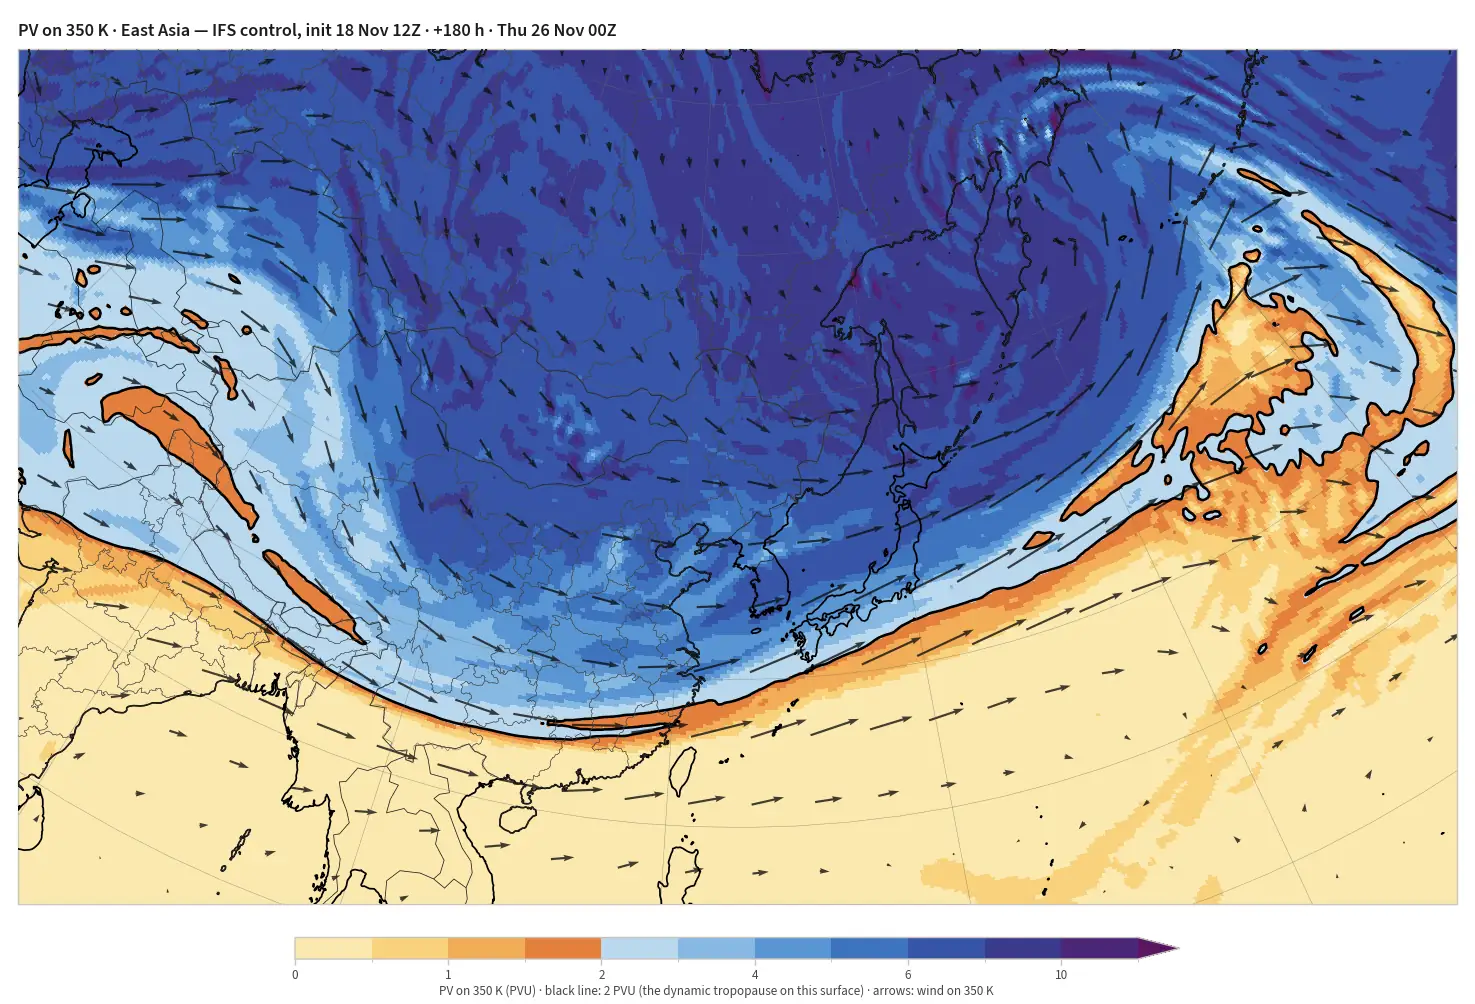 PV on 350 K · East Asia — IFS control, init 18 Nov 12Z · +180 h · Thu 26 Nov 00Z
0 1 2 4 6 10
PV on 350 K (PVU) · black line: 2 PVU (the dynamic tropopause on this surface) · arrows: wind on 350 K